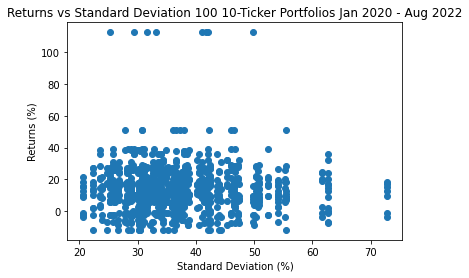 Returns vs Standard Deviation 100 10-Ticker Portfolios Jan 2020 - Aug 2022
Returns (%)
100
80
60
40
20
0
20 30 40 50 60 70
Standard Deviation (%)